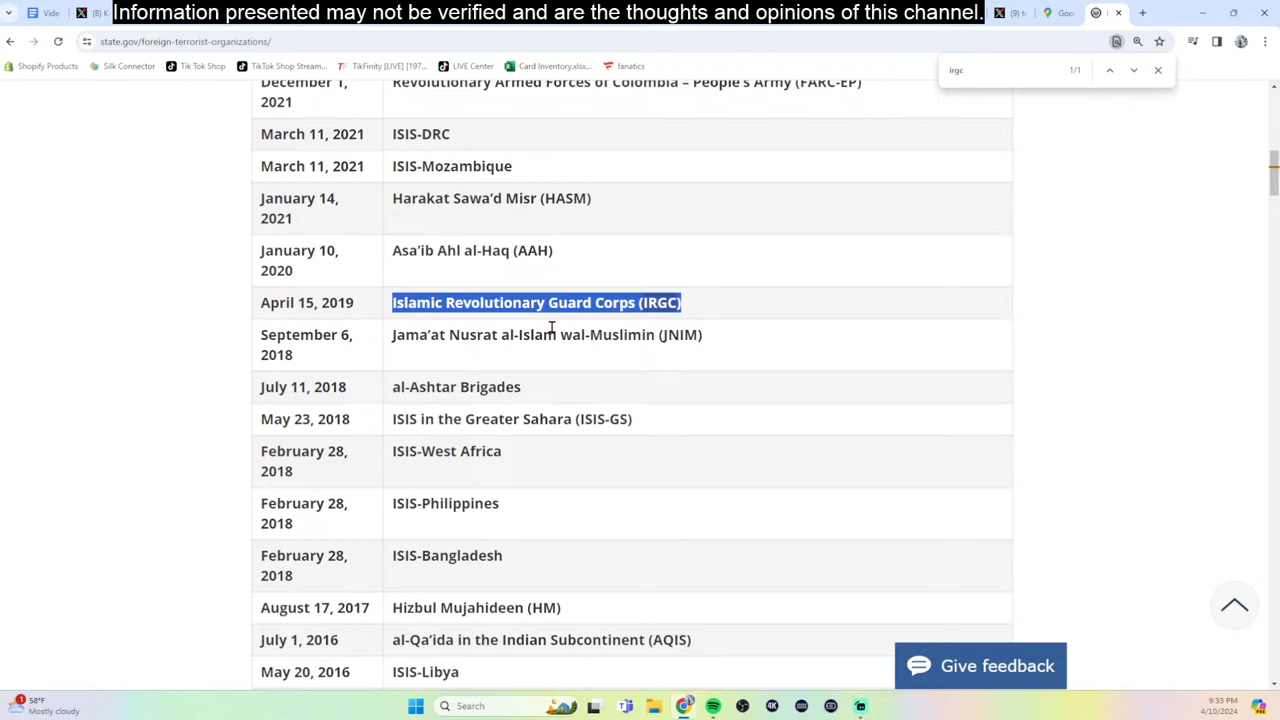 Information presented may not be verified and are the thoughts and opinions of this channel.
Vide
(8)
(9)
Goo
state.gov/foreign-terrorist-organizations/
Shopify Products
Silk Connector
Tik Tok Shop
TikTok Shop Stream...
TikFinity [LIVE] [197...
LIVE Center
Card Inventory.xlsx...
fanatics
irgc
1/1
December 1,
2021
Revolutionary Armed Forces of Colombia – People's Army (FARC-EP)
March 11, 2021
ISIS-DRC
March 11, 2021
ISIS-Mozambique
January 14,
2021
Harakat Sawa'd Misr (HASM)
January 10,
2020
Asa'ib Ahl al-Haq (AAH)
April 15, 2019
Islamic Revolutionary Guard Corps (IRGC)
September 6,
2018
Jama'at Nusrat al-Islam wal-Muslimin (JNIM)
July 11, 2018
al-Ashtar Brigades
May 23, 2018
ISIS in the Greater Sahara (ISIS-GS)
February 28,
2018
ISIS-West Africa
February 28,
2018
ISIS-Philippines
February 28,
2018
ISIS-Bangladesh
August 17, 2017
Hizbul Mujahideen (HM)
July 1, 2016
al-Qa'ida in the Indian Subcontinent (AQIS)
May 20, 2016
ISIS-Libya
Give feedback
1
58°F
Mostly cloudy
Search
4K
9:33 PM
4/10/2024